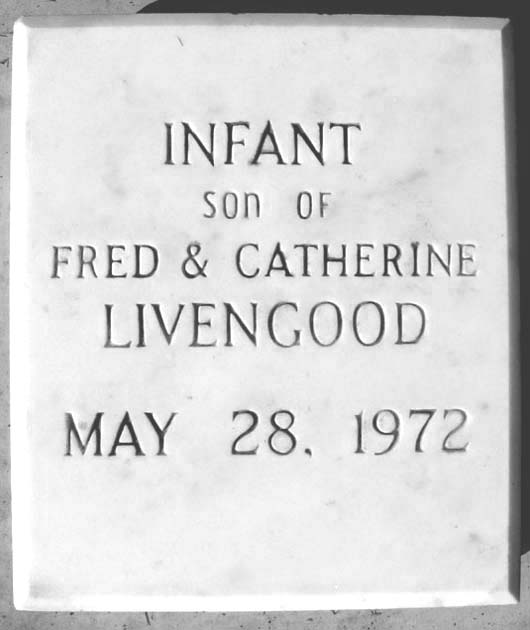 INFANT
son OF
FRED & CATHERINE
LIVENGOOD
MAY 28. 1972